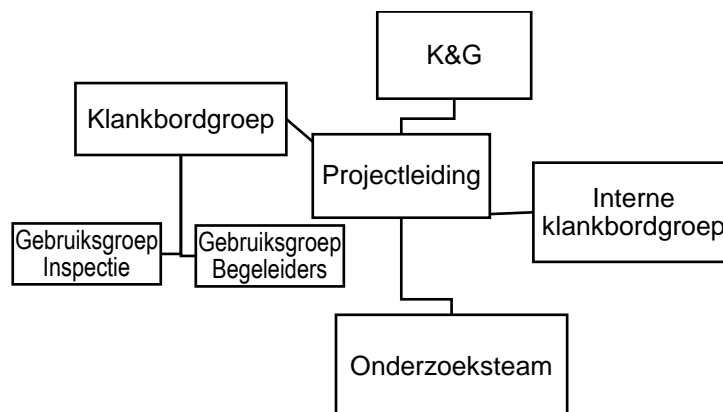 K&G
Klankbordgroep
Projectleiding
Interne
klankbordgroep
Gebruiksgroep
Inspectie
Gebruiksgroep
Begeleiders
Onderzoeksteam